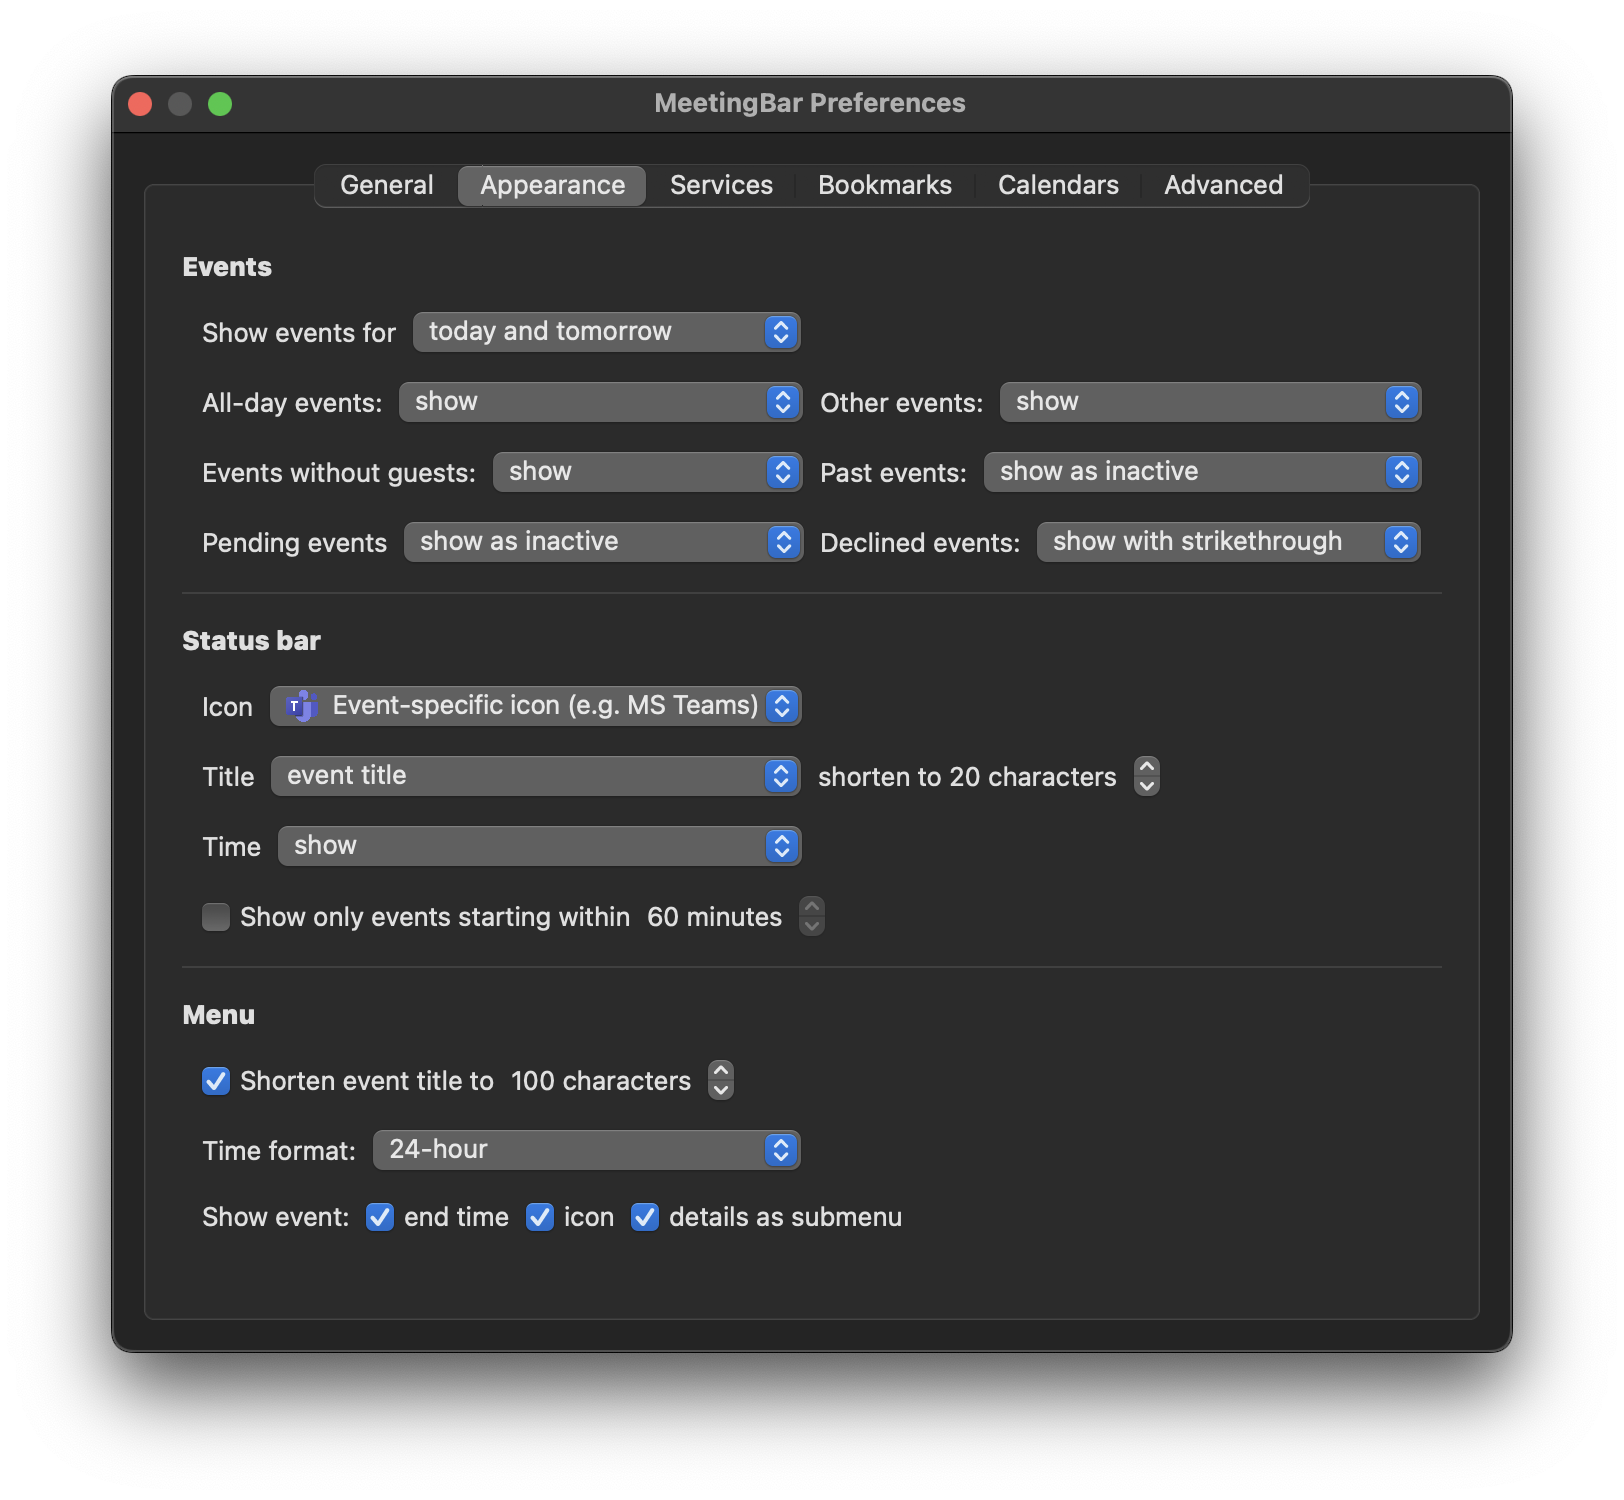 MeetingBar Preferences
General Appearance Services Bookmarks Calendars Advanced
Events
Show events for today and tomorrow
All-day events: show Other events: show
Events without guests: show Past events: show as inactive
Pending events show as inactive Declined events: show with strikethrough
Status bar
Icon T Event-specific icon (e.g. MS Teams)
Title event title shorten to 20 characters
Time show
Show only events starting within 60 minutes
Menu
Shorten event title to 100 characters
Time format: 24-hour
Show event: end time icon details as submenu